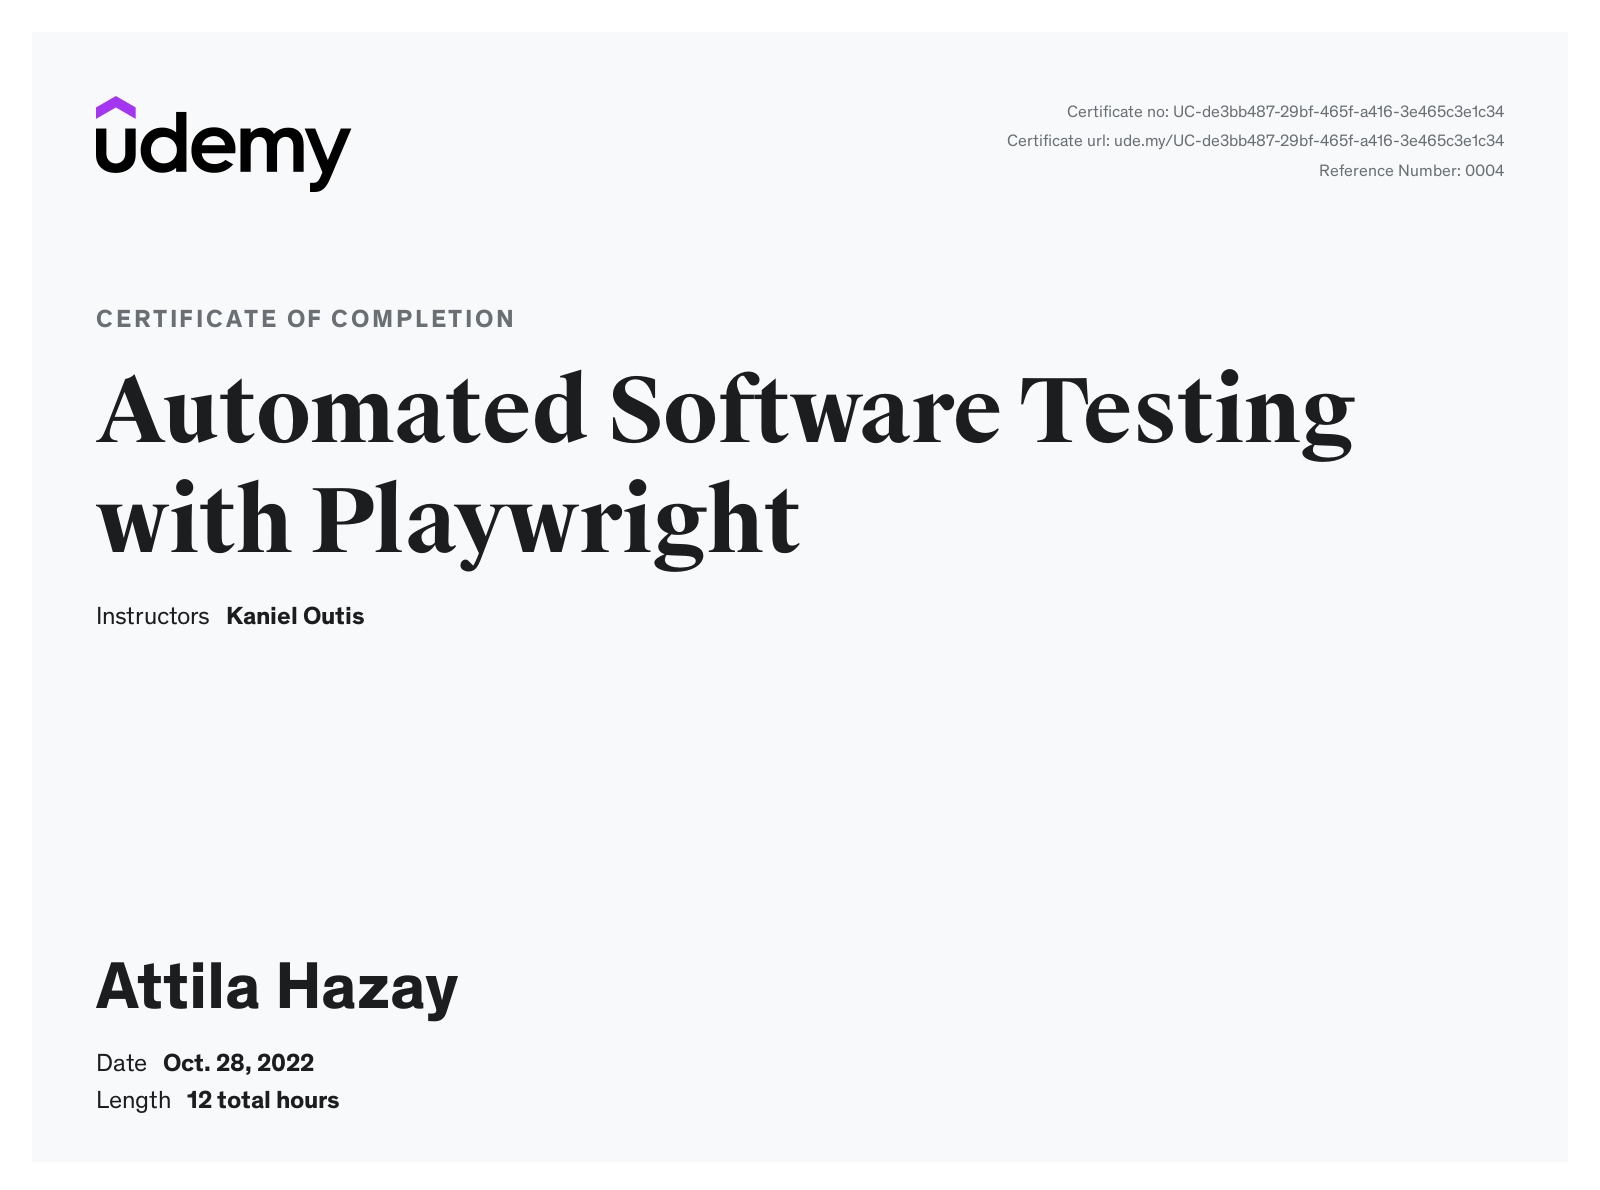 udemy
Certificate no: UC-de3bb487-29bf-465f-a416-3e465c3e1c34
Certificate url: ude.my/UC-de3bb487-29bf-465f-a416-3e465c3e1c34
Reference Number: 0004
CERTIFICATE OF COMPLETION
Automated Software Testing
with Playwright
Instructors Kaniel Outis
Attila Hazay
Date Oct. 28, 2022
Length 12 total hours